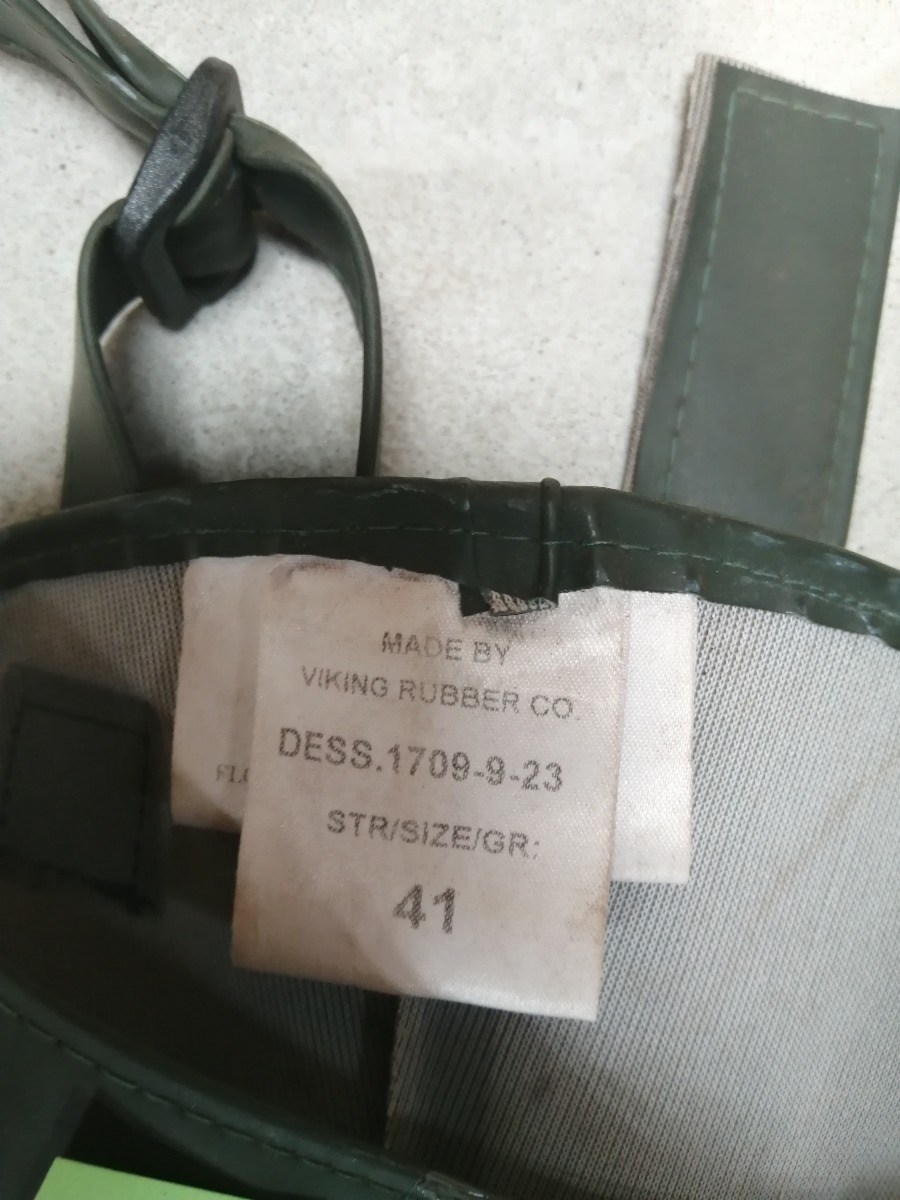 MADE BY
VIKING RUBBER CO.
DESS.1709-9-23
STR/SIZE/GR:
41